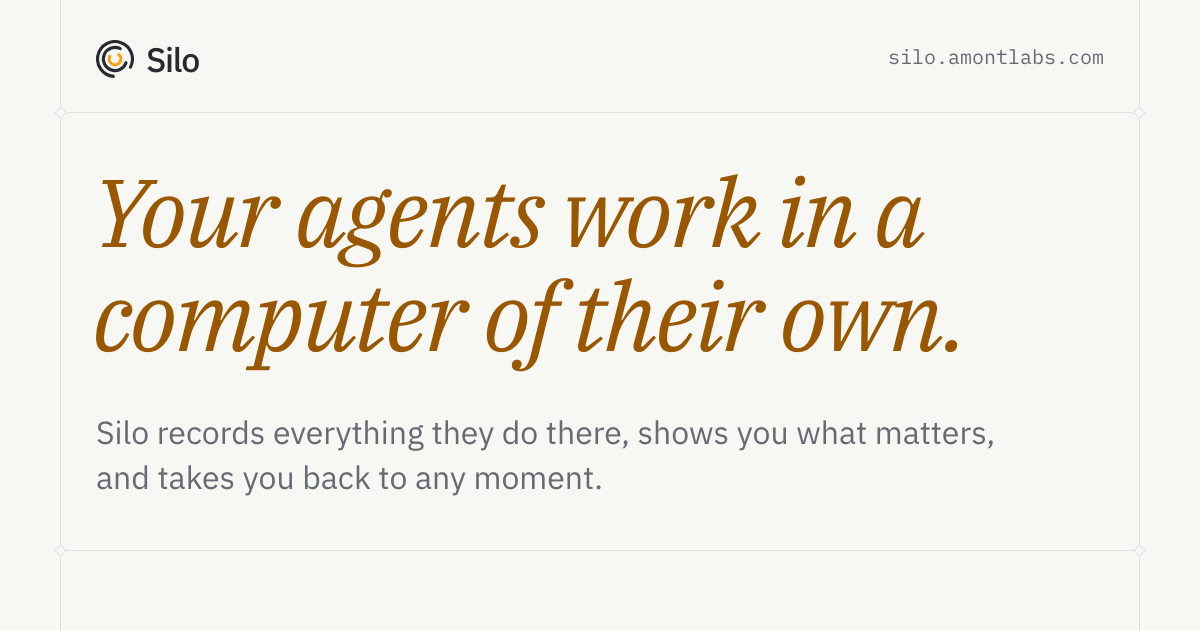 Silo
silo.amontlabs.com
Your agents work in a
computer of their own.
Silo records everything they do there, shows you what matters,
and takes you back to any moment.